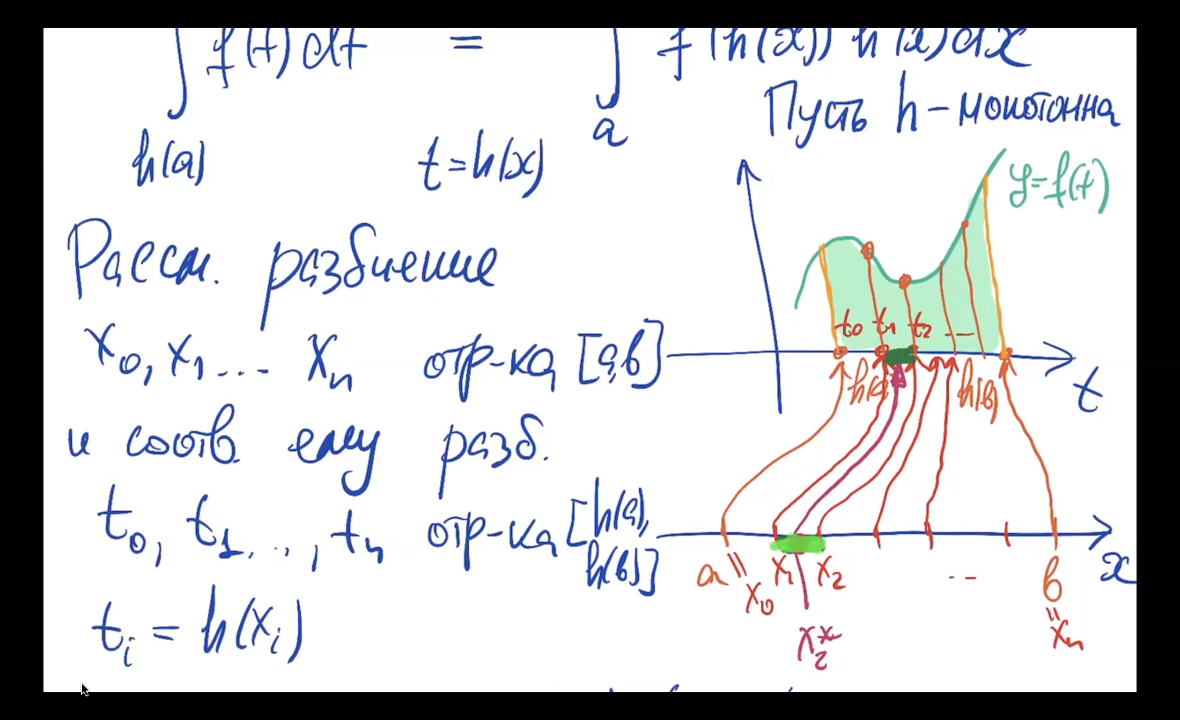 ∫ f(t) dt = ∫ f(h(x)) h'(x) dx
h(a) t=h(x) a
Пусть h - монотонна
y=f(t)
Рассм. разбиение
x₀, x₁ ... xₙ отр-ка [a,b]
и соотв. ему разб.
t₀, t₁, .., tₙ отр-ка [h(a),
h(b)]
tᵢ = h(xᵢ)
t₀ t₁ t₂ --
h(a) h(b) t
a x₁ x₂ -- b x
x₀ xₙ
x₂*